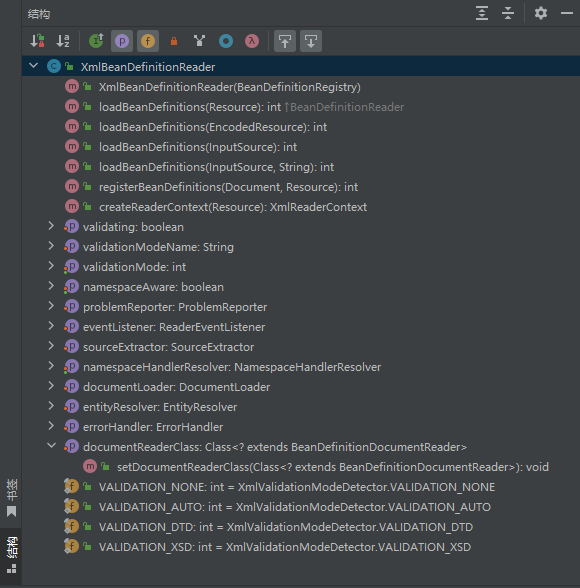 结构
XmlBeanDefinitionReader
XmlBeanDefinitionReader(BeanDefinitionRegistry)
loadBeanDefinitions(Resource): int ↑BeanDefinitionReader
loadBeanDefinitions(EncodedResource): int
loadBeanDefinitions(InputSource): int
loadBeanDefinitions(InputSource, String): int
registerBeanDefinitions(Document, Resource): int
createReaderContext(Resource): XmlReaderContext
validating: boolean
validationModeName: String
validationMode: int
namespaceAware: boolean
problemReporter: ProblemReporter
eventListener: ReaderEventListener
sourceExtractor: SourceExtractor
namespaceHandlerResolver: NamespaceHandlerResolver
documentLoader: DocumentLoader
entityResolver: EntityResolver
errorHandler: ErrorHandler
documentReaderClass: Class<? extends BeanDefinitionDocumentReader>
setDocumentReaderClass(Class<? extends BeanDefinitionDocumentReader>): void
VALIDATION_NONE: int = XmlValidationModeDetector.VALIDATION_NONE
VALIDATION_AUTO: int = XmlValidationModeDetector.VALIDATION_AUTO
VALIDATION_DTD: int = XmlValidationModeDetector.VALIDATION_DTD
VALIDATION_XSD: int = XmlValidationModeDetector.VALIDATION_XSD
书签
结构